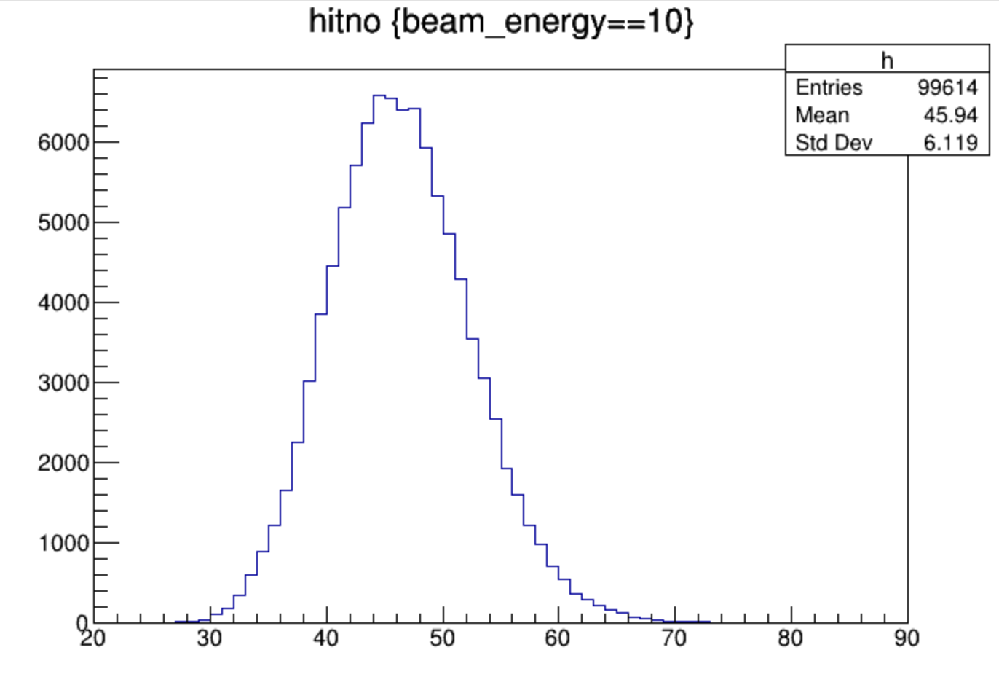 hitno {beam_energy==10}
h
Entries 99614
Mean 45.94
Std Dev 6.119
6000
5000
4000
3000
2000
1000
0
20 30 40 50 60 70 80 90